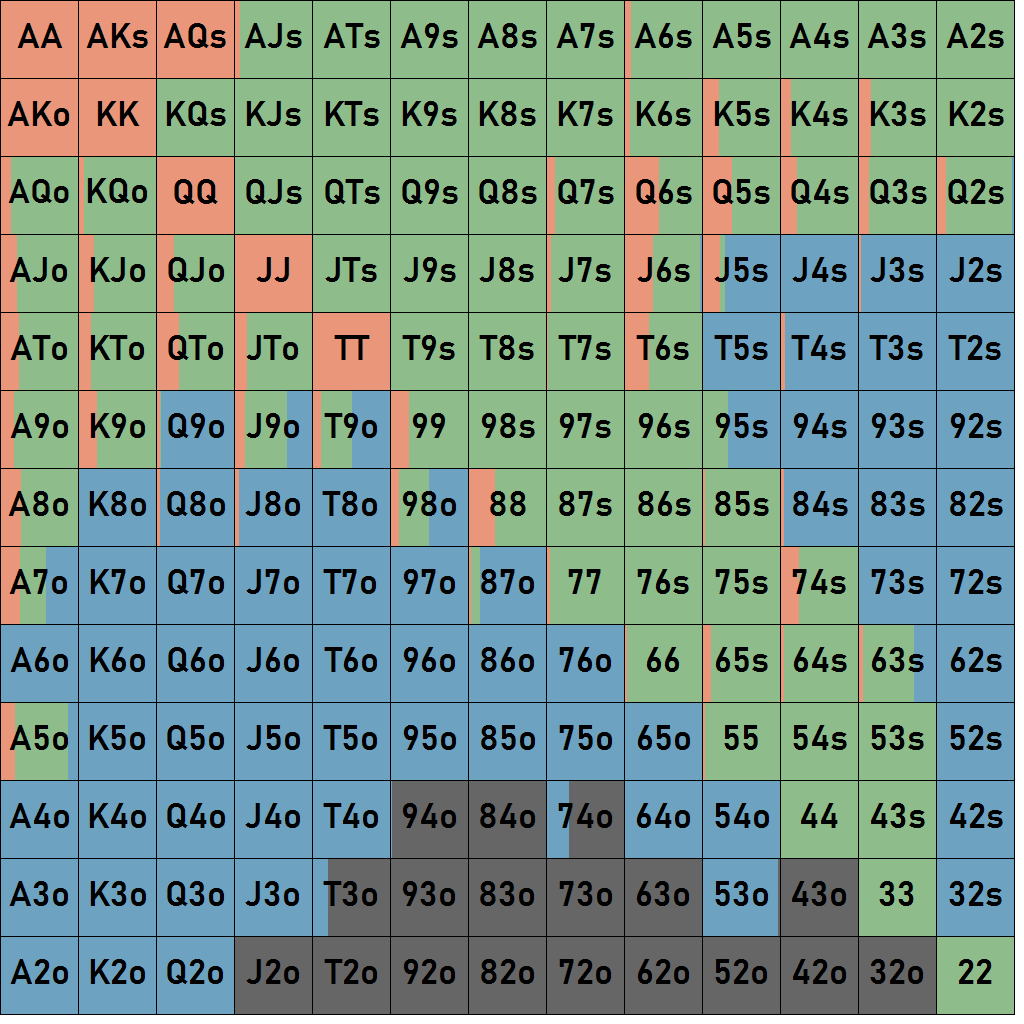 AA AKs AQs AJs ATs A9s A8s A7s A6s A5s A4s A3s A2s
AKo KK KQs KJs KTs K9s K8s K7s K6s K5s K4s K3s K2s
AQo KQo QQ QJs QTs Q9s Q8s Q7s Q6s Q5s Q4s Q3s Q2s
AJo KJo QJo JJ JTs J9s J8s J7s J6s J5s J4s J3s J2s
ATo KTo QTo JTo TT T9s T8s T7s T6s T5s T4s T3s T2s
A9o K9o Q9o J9o T9o 99 98s 97s 96s 95s 94s 93s 92s
A8o K8o Q8o J8o T8o 98o 88 87s 86s 85s 84s 83s 82s
A7o K7o Q7o J7o T7o 97o 87o 77 76s 75s 74s 73s 72s
A6o K6o Q6o J6o T6o 96o 86o 76o 66 65s 64s 63s 62s
A5o K5o Q5o J5o T5o 95o 85o 75o 65o 55 54s 53s 52s
A4o K4o Q4o J4o T4o 94o 84o 74o 64o 54o 44 43s 42s
A3o K3o Q3o J3o T3o 93o 83o 73o 63o 53o 43o 33 32s
A2o K2o Q2o J2o T2o 92o 82o 72o 62o 52o 42o 32o 22